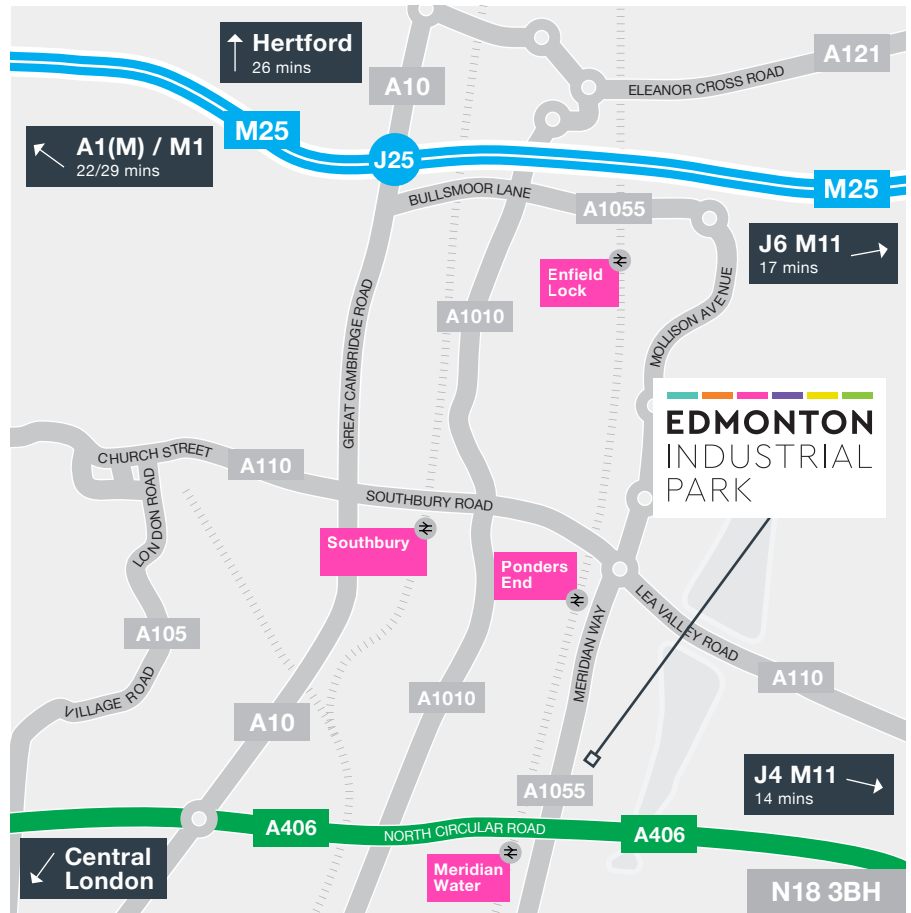 Hertford
26 mins
A10
A121
ELEANOR CROSS ROAD
M25
A1(M) / M1
22/29 mins
J25
BULLSMOOR LANE
A1055
M25
J6 M11
17 mins
Enfield
Lock
MOLLISON AVENUE
A1010
GREAT CAMBRIDGE ROAD
EDMONTON
INDUSTRIAL
PARK
CHURCH STREET
A110
LONDON ROAD
SOUTHBURY ROAD
Southbury
Ponders
End
LEA VALLEY ROAD
MERIDIAN WAY
A105
VILLAGE ROAD
A110
A1010
A10
J4 M11
14 mins
A1055
A406
NORTH CIRCULAR ROAD
A406
Central
London
Meridian
Water
N18 3BH